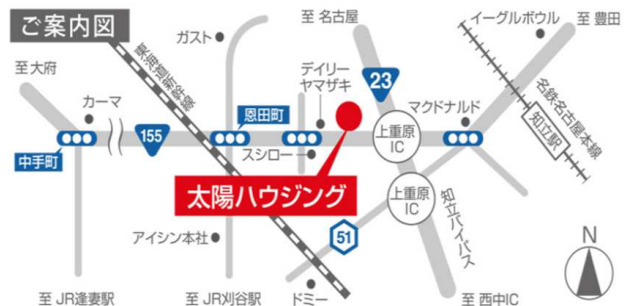 ご案内図
至 名古屋
イーグルボウル
至 豊田
ガスト
東海道新幹線
至 大府
カーマ
デイリー
ヤマザキ
23
マクドナルド
名鉄名古屋本線
知立駅
恩田町
中手町
155
スシロー
上重原
IC
太陽ハウジング
上重原
IC
知立バイパス
51
アイシン本社
N
至 JR逢妻駅
至 JR刈谷駅
ドミー
至 西中IC